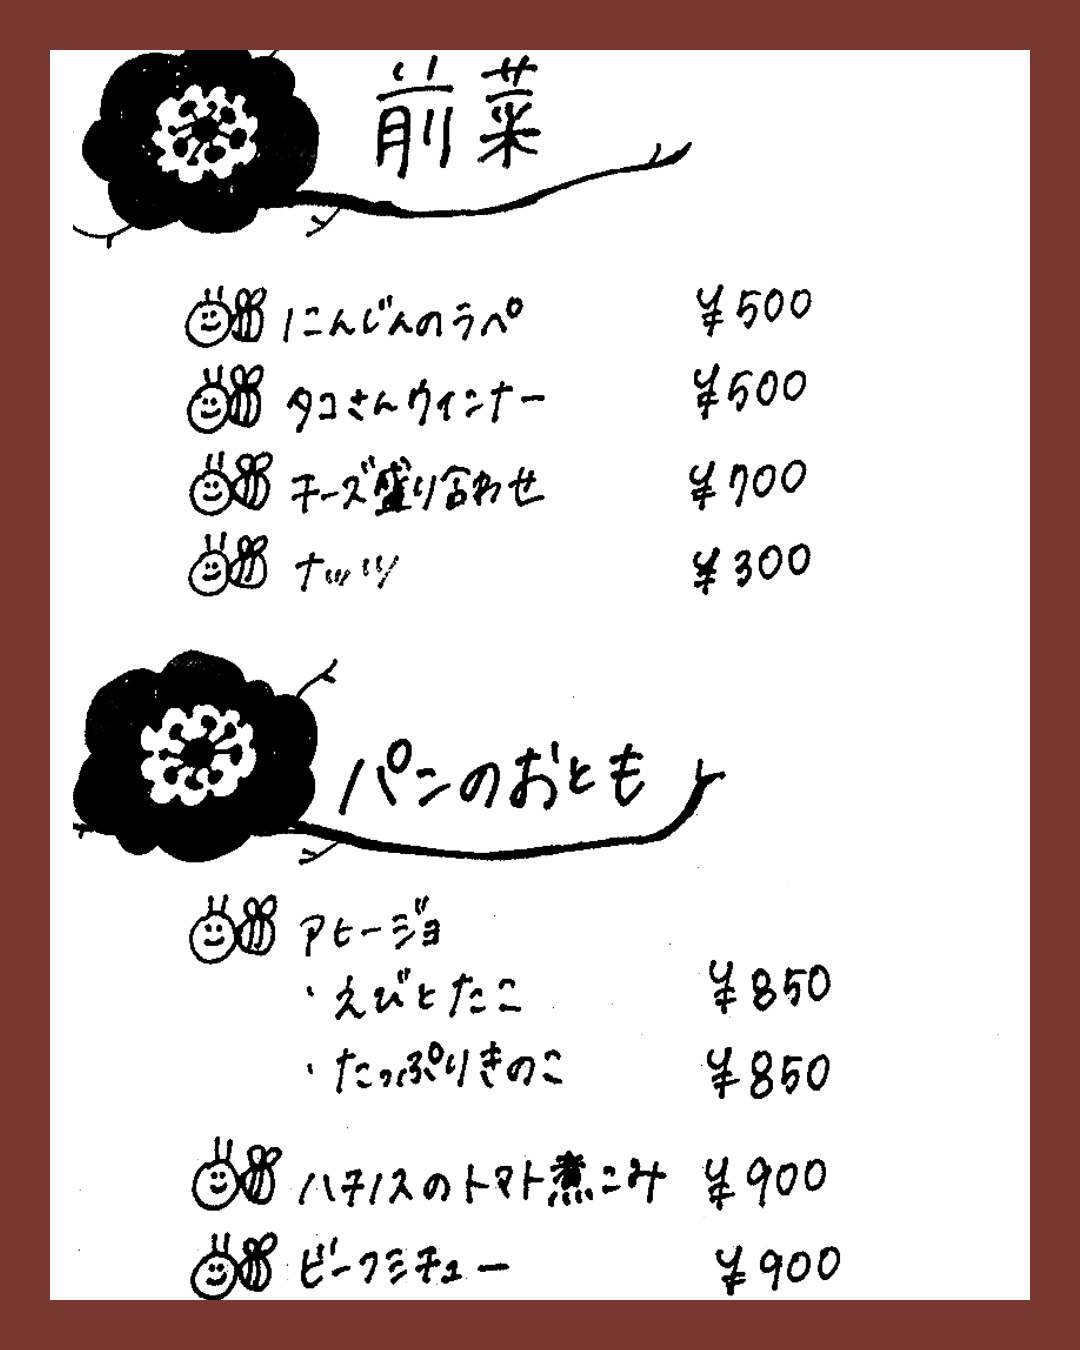 前菜
にんじんのラペ ¥500
タコさんウィンナー ¥500
チーズ盛り合わせ ¥700
ナッツ ¥300
パンのおとも
アヒージョ
・えびとたこ ¥850
・たっぷりきのこ ¥850
ハチノスのトマト煮こみ ¥900
ビーフシチュー ¥900